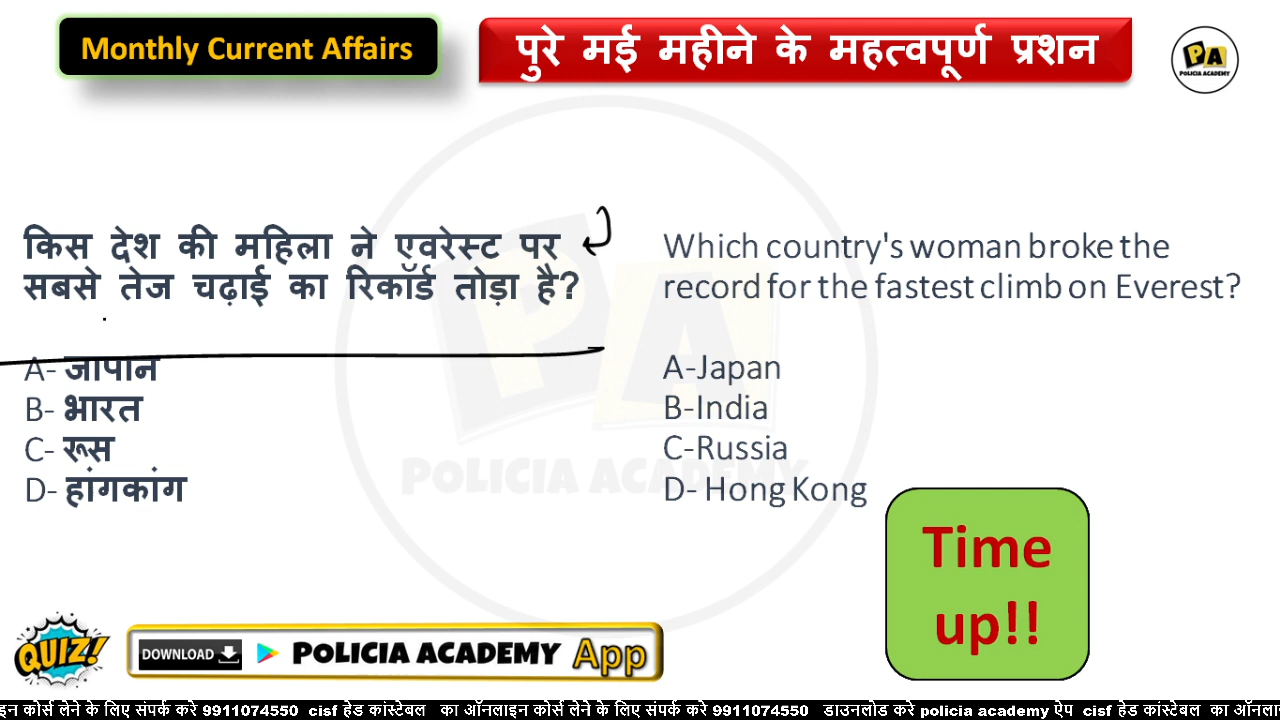 Monthly Current Affairs
पुरे मई महीने के महत्वपूर्ण प्रशन
PA
POLICIA ACADEMY
किस देश की महिला ने एवरेस्ट पर
सबसे तेज चढ़ाई का रिकॉर्ड तोड़ा है?
A- जापान
B- भारत
C- रूस
D- हांगकांग
Which country's woman broke the
record for the fastest climb on Everest?
A-Japan
B-India
C-Russia
D- Hong Kong
PA
POLICIA ACADEMY
Time
up!!
QUIZ!
DOWNLOAD
POLICIA ACADEMY App
इन कोर्स लेने के लिए संपर्क करे 9911074550 cisf हेड कांस्टेबल का ऑनलाइन कोर्स लेने के लिए संपर्क करे 9911074550 डाउनलोड करे policia academy ऐप cisf हेड कांस्टेबल का ऑनला